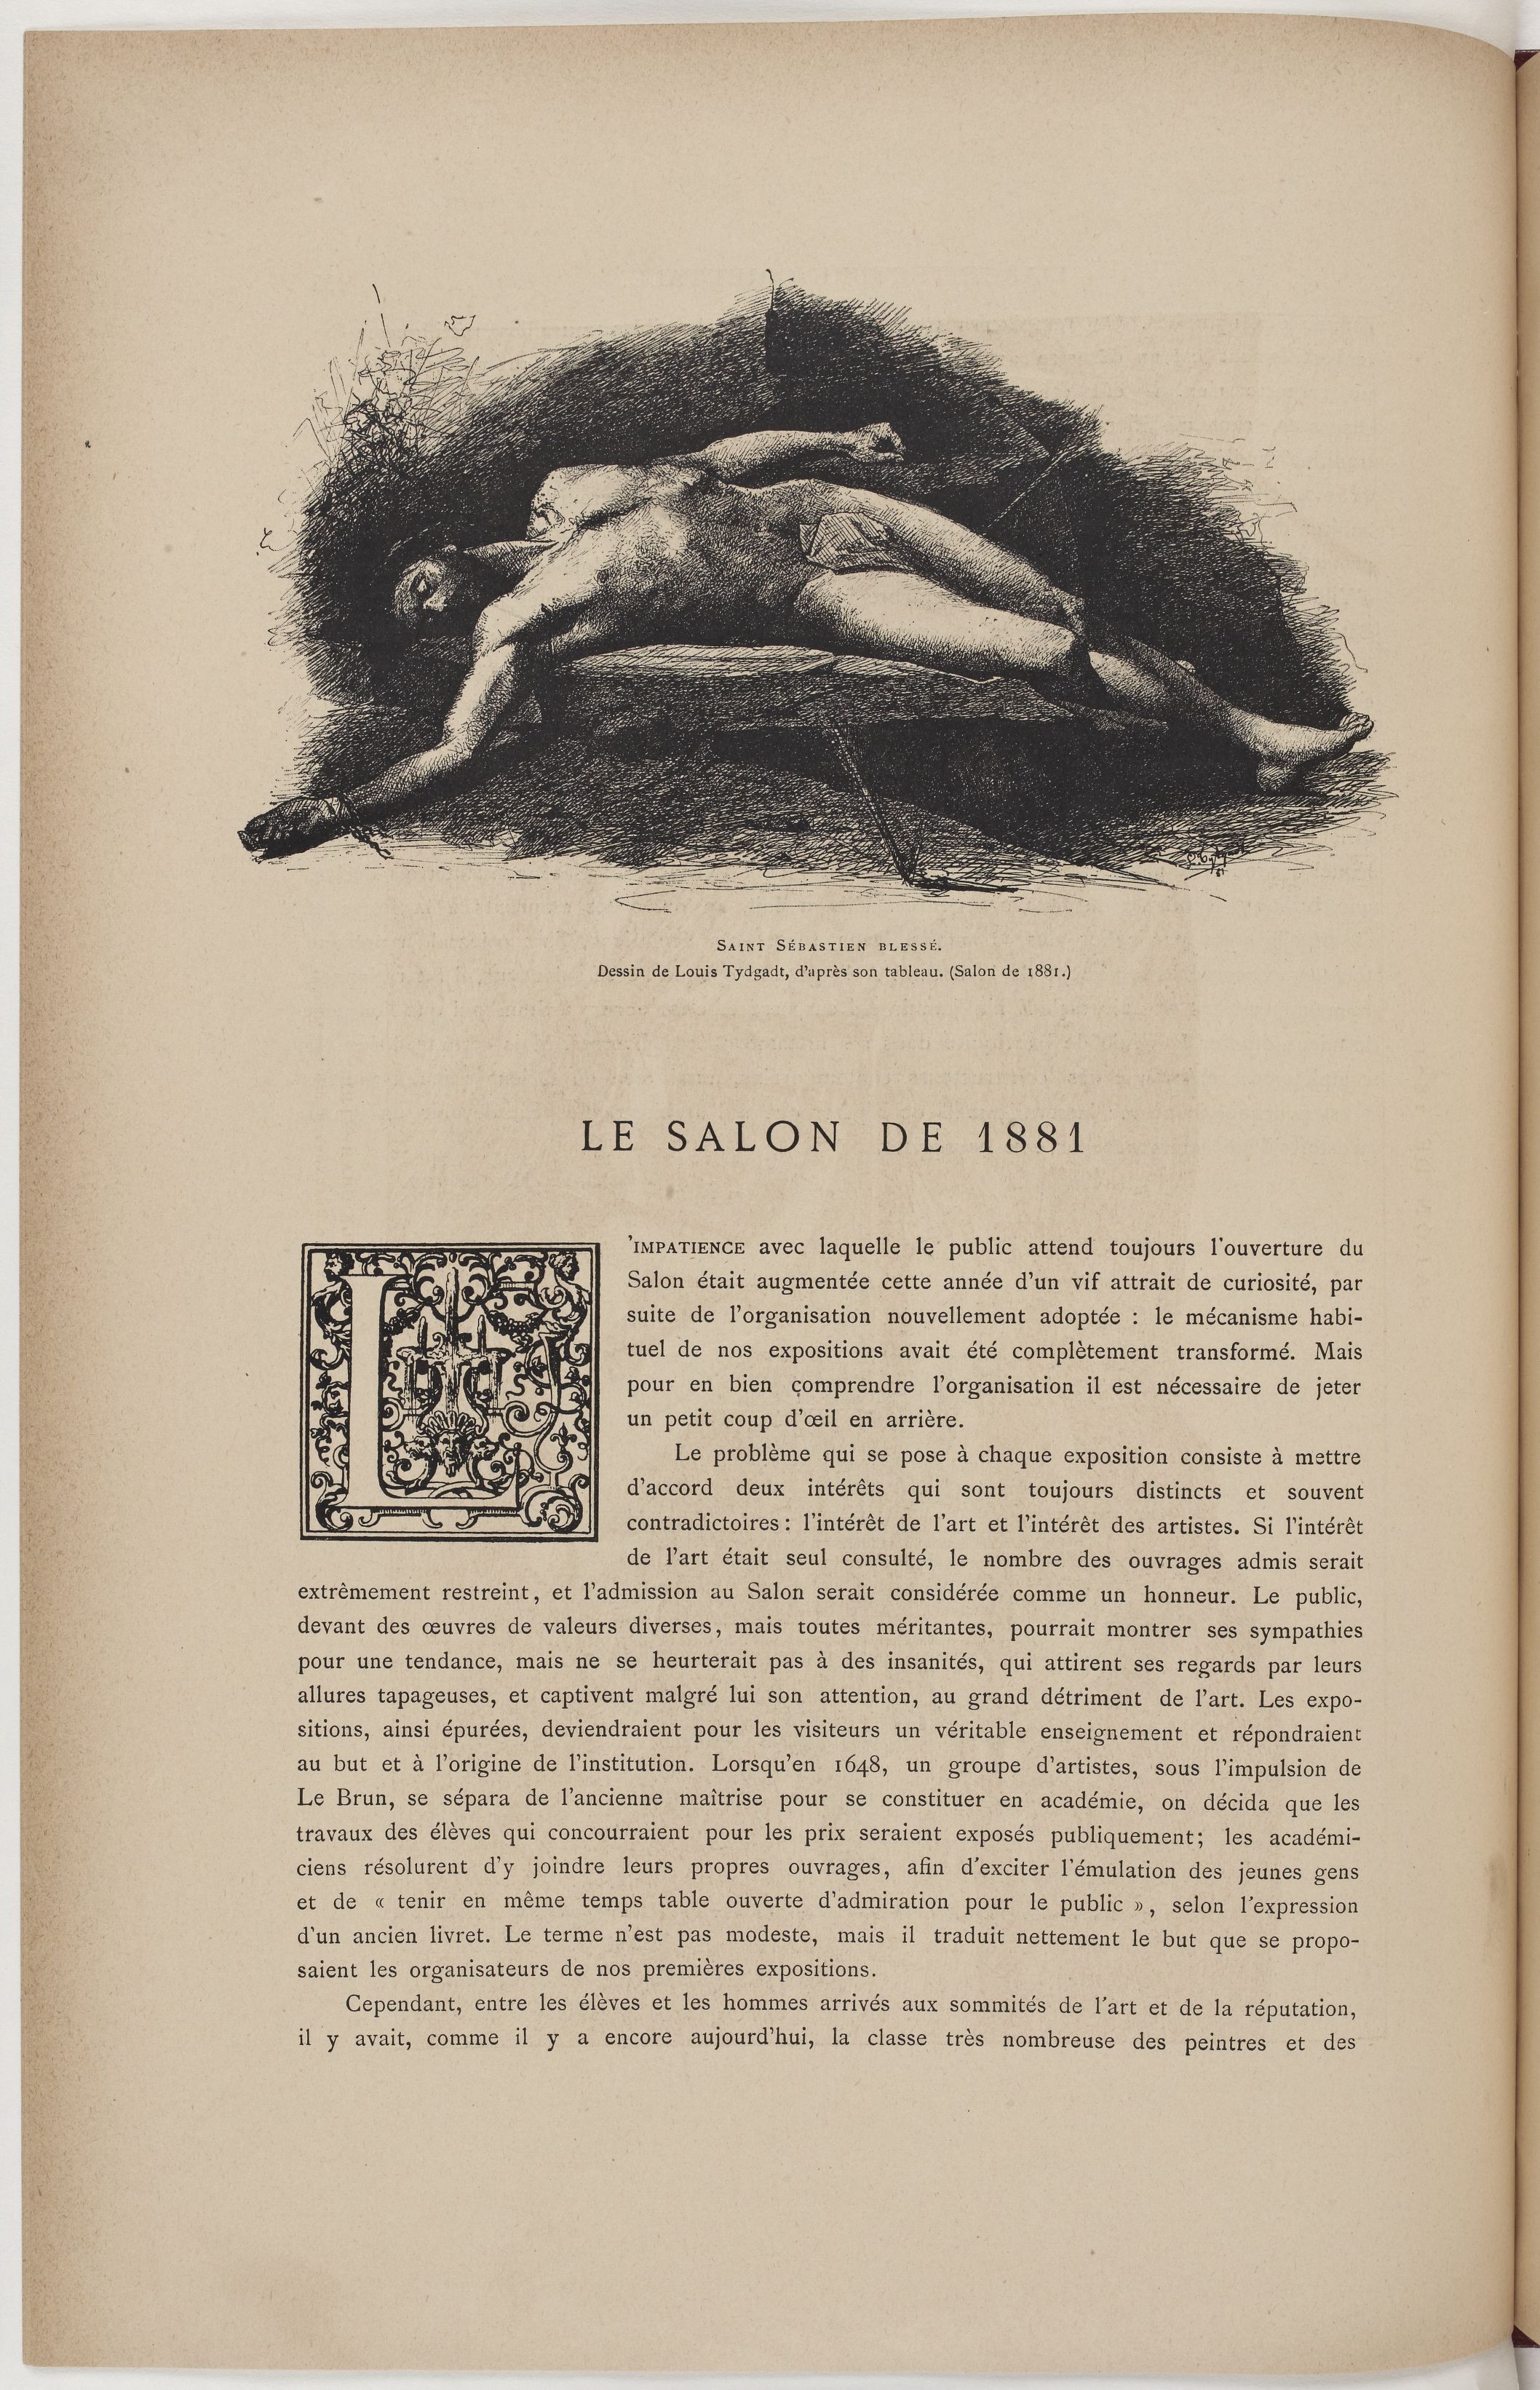 SAINT SÉBASTIEN BLESSÉ.
Dessin de Louis Tydgadt, d'après son tableau. (Salon de 1881.)
LE SALON DE 1881
L'IMPATIENCE avec laquelle le public attend toujours l'ouverture du
Salon était augmentée cette année d'un vif attrait de curiosité, par
suite de l'organisation nouvellement adoptée : le mécanisme habi-
tuel de nos expositions avait été complètement transformé. Mais
pour en bien comprendre l'organisation il est nécessaire de jeter
un petit coup d'œil en arrière.
Le problème qui se pose à chaque exposition consiste à mettre
d'accord deux intérêts qui sont toujours distincts et souvent
contradictoires : l'intérêt de l'art et l'intérêt des artistes. Si l'intérêt
de l'art était seul consulté, le nombre des ouvrages admis serait
extrêmement restreint, et l'admission au Salon serait considérée comme un honneur. Le public,
devant des œuvres de valeurs diverses, mais toutes méritantes, pourrait montrer ses sympathies
pour une tendance, mais ne se heurterait pas à des insanités, qui attirent ses regards par leurs
allures tapageuses, et captivent malgré lui son attention, au grand détriment de l'art. Les expo-
sitions, ainsi épurées, deviendraient pour les visiteurs un véritable enseignement et répondraient
au but et à l'origine de l'institution. Lorsqu'en 1648, un groupe d'artistes, sous l'impulsion de
Le Brun, se sépara de l'ancienne maîtrise pour se constituer en académie, on décida que les
travaux des élèves qui concourraient pour les prix seraient exposés publiquement; les académi-
ciens résolurent d'y joindre leurs propres ouvrages, afin d'exciter l'émulation des jeunes gens
et de « tenir en même temps table ouverte d'admiration pour le public », selon l'expression
d'un ancien livret. Le terme n'est pas modeste, mais il traduit nettement le but que se propo-
saient les organisateurs de nos premières expositions.
Cependant, entre les élèves et les hommes arrivés aux sommités de l'art et de la réputation,
il y avait, comme il y a encore aujourd'hui, la classe très nombreuse des peintres et des